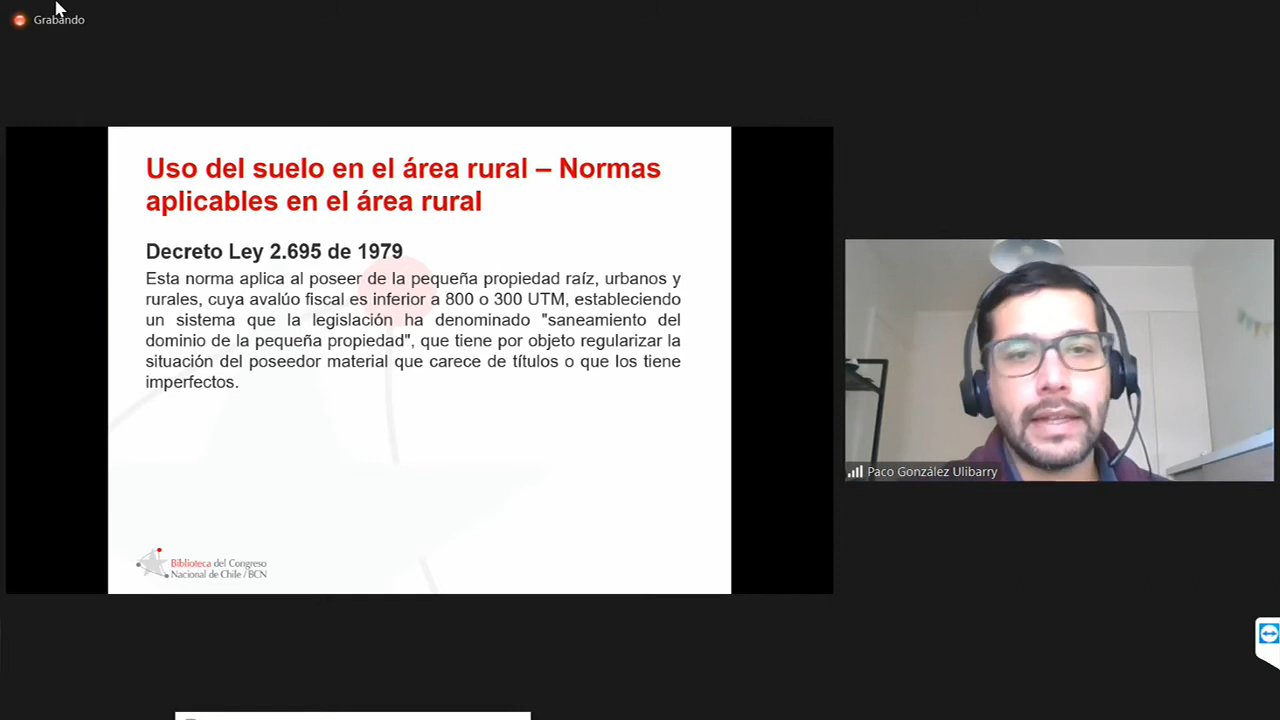 Grabando
Uso del suelo en el área rural – Normas
aplicables en el área rural
Decreto Ley 2.695 de 1979
Esta norma aplica al poseer de la pequeña propiedad raíz, urbanos y
rurales, cuya avalúo fiscal es inferior a 800 o 300 UTM, estableciendo
un sistema que la legislación ha denominado "saneamiento del
dominio de la pequeña propiedad", que tiene por objeto regularizar la
situación del poseedor material que carece de títulos o que los tiene
imperfectos.
Biblioteca del Congreso
Nacional de Chile / BCN
Paco González Ulibarry